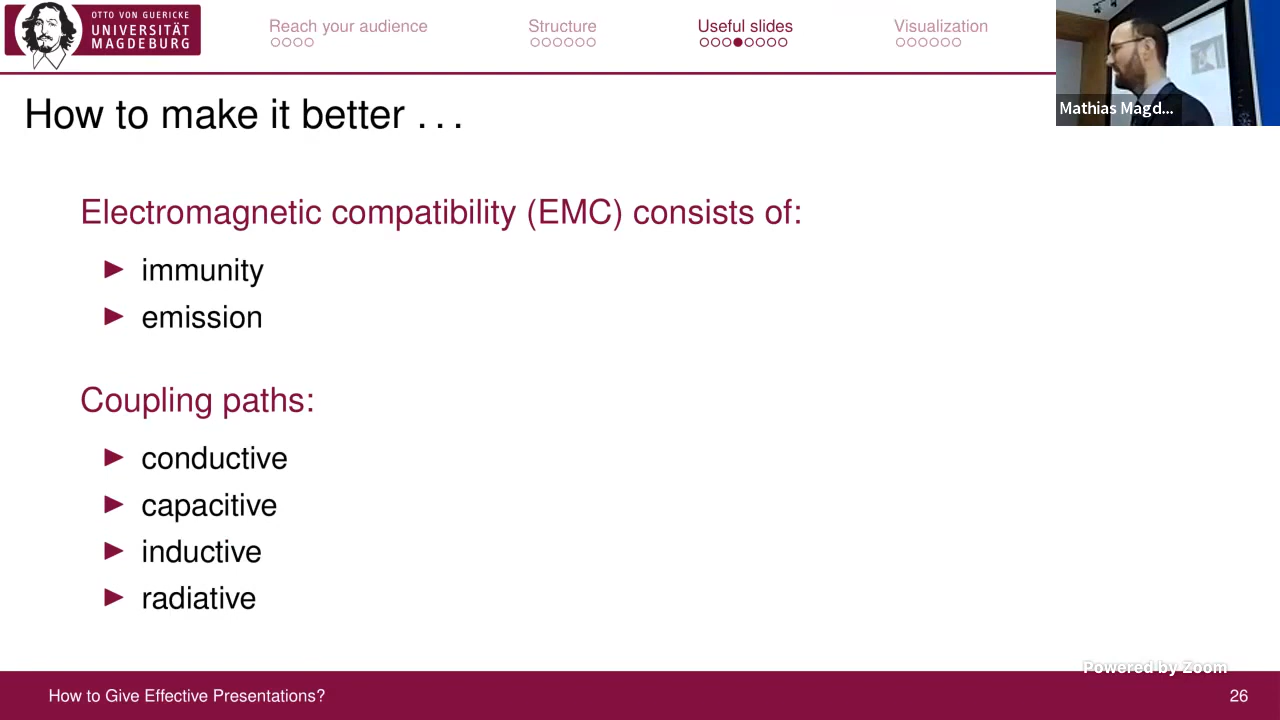 OTTO VON GUERICKE
UNIVERSITÄT
MAGDEBURG
Reach your audience
Structure
Useful slides
Visualization
Mathias Magd...
How to make it better ...
Electromagnetic compatibility (EMC) consists of:
immunity
emission
Coupling paths:
conductive
capacitive
inductive
radiative
Powered by Zoom
How to Give Effective Presentations?
26